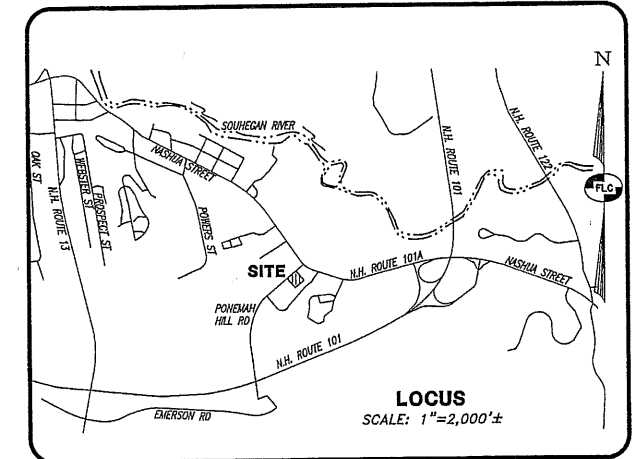 N
SOUHEGAN RIVER
N.H. ROUTE 122
N.H. ROUTE 101
FLC
NASHUA STREET
OAK ST
N.H. ROUTE 13
WEBSTER ST
PROSPECT ST
POWERS ST
SITE
N.H. ROUTE 101A
NASHUA STREET
PONEMAH
HILL RD
N.H. ROUTE 101
EMERSON RD
LOCUS
SCALE: 1"=2,000'±